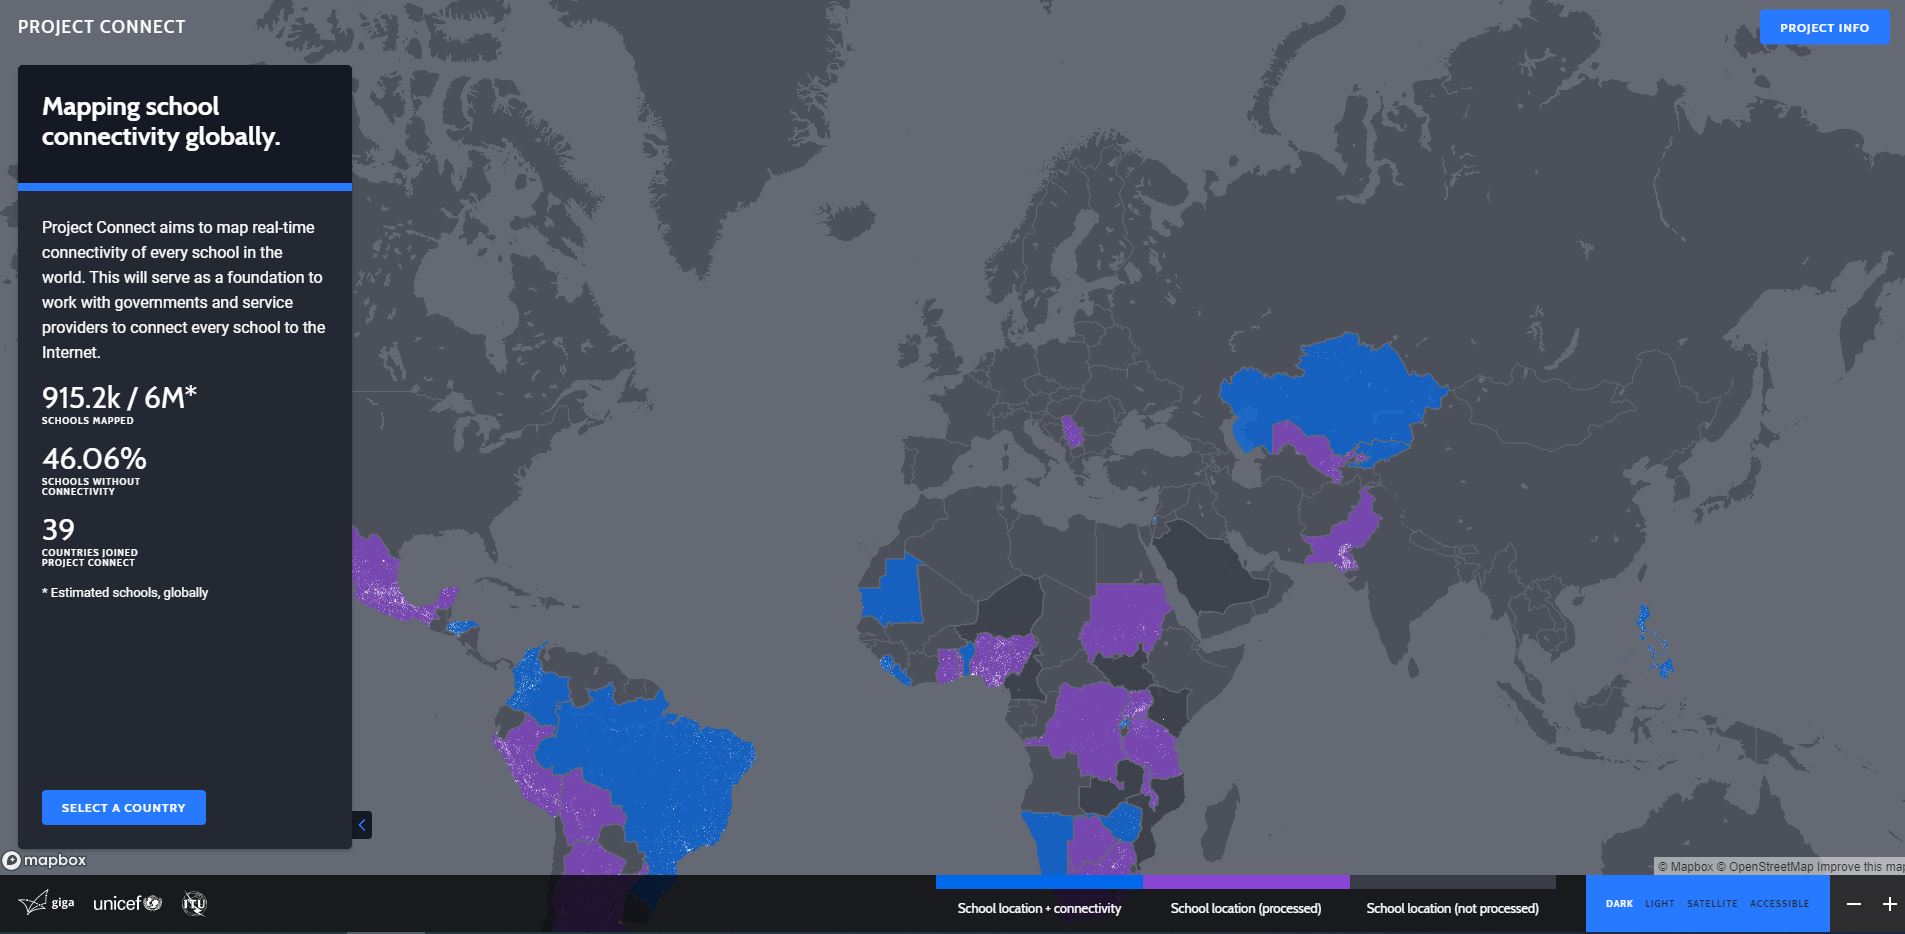 PROJECT CONNECT
PROJECT INFO
Mapping school
connectivity globally.
Project Connect aims to map real-time
connectivity of every school in the
world. This will serve as a foundation to
work with governments and service
providers to connect every school to the
Internet.
915.2k / 6M*
SCHOOLS MAPPED
46.06%
SCHOOLS WITHOUT
CONNECTIVITY
39
COUNTRIES JOINED
PROJECT CONNECT
* Estimated schools, globally
SELECT A COUNTRY
mapbox
© Mapbox © OpenStreetMap Improve this map
giga
unicef
ITU
School location + connectivity
School location (processed)
School location (not processed)
DARK LIGHT SATELLITE ACCESSIBLE